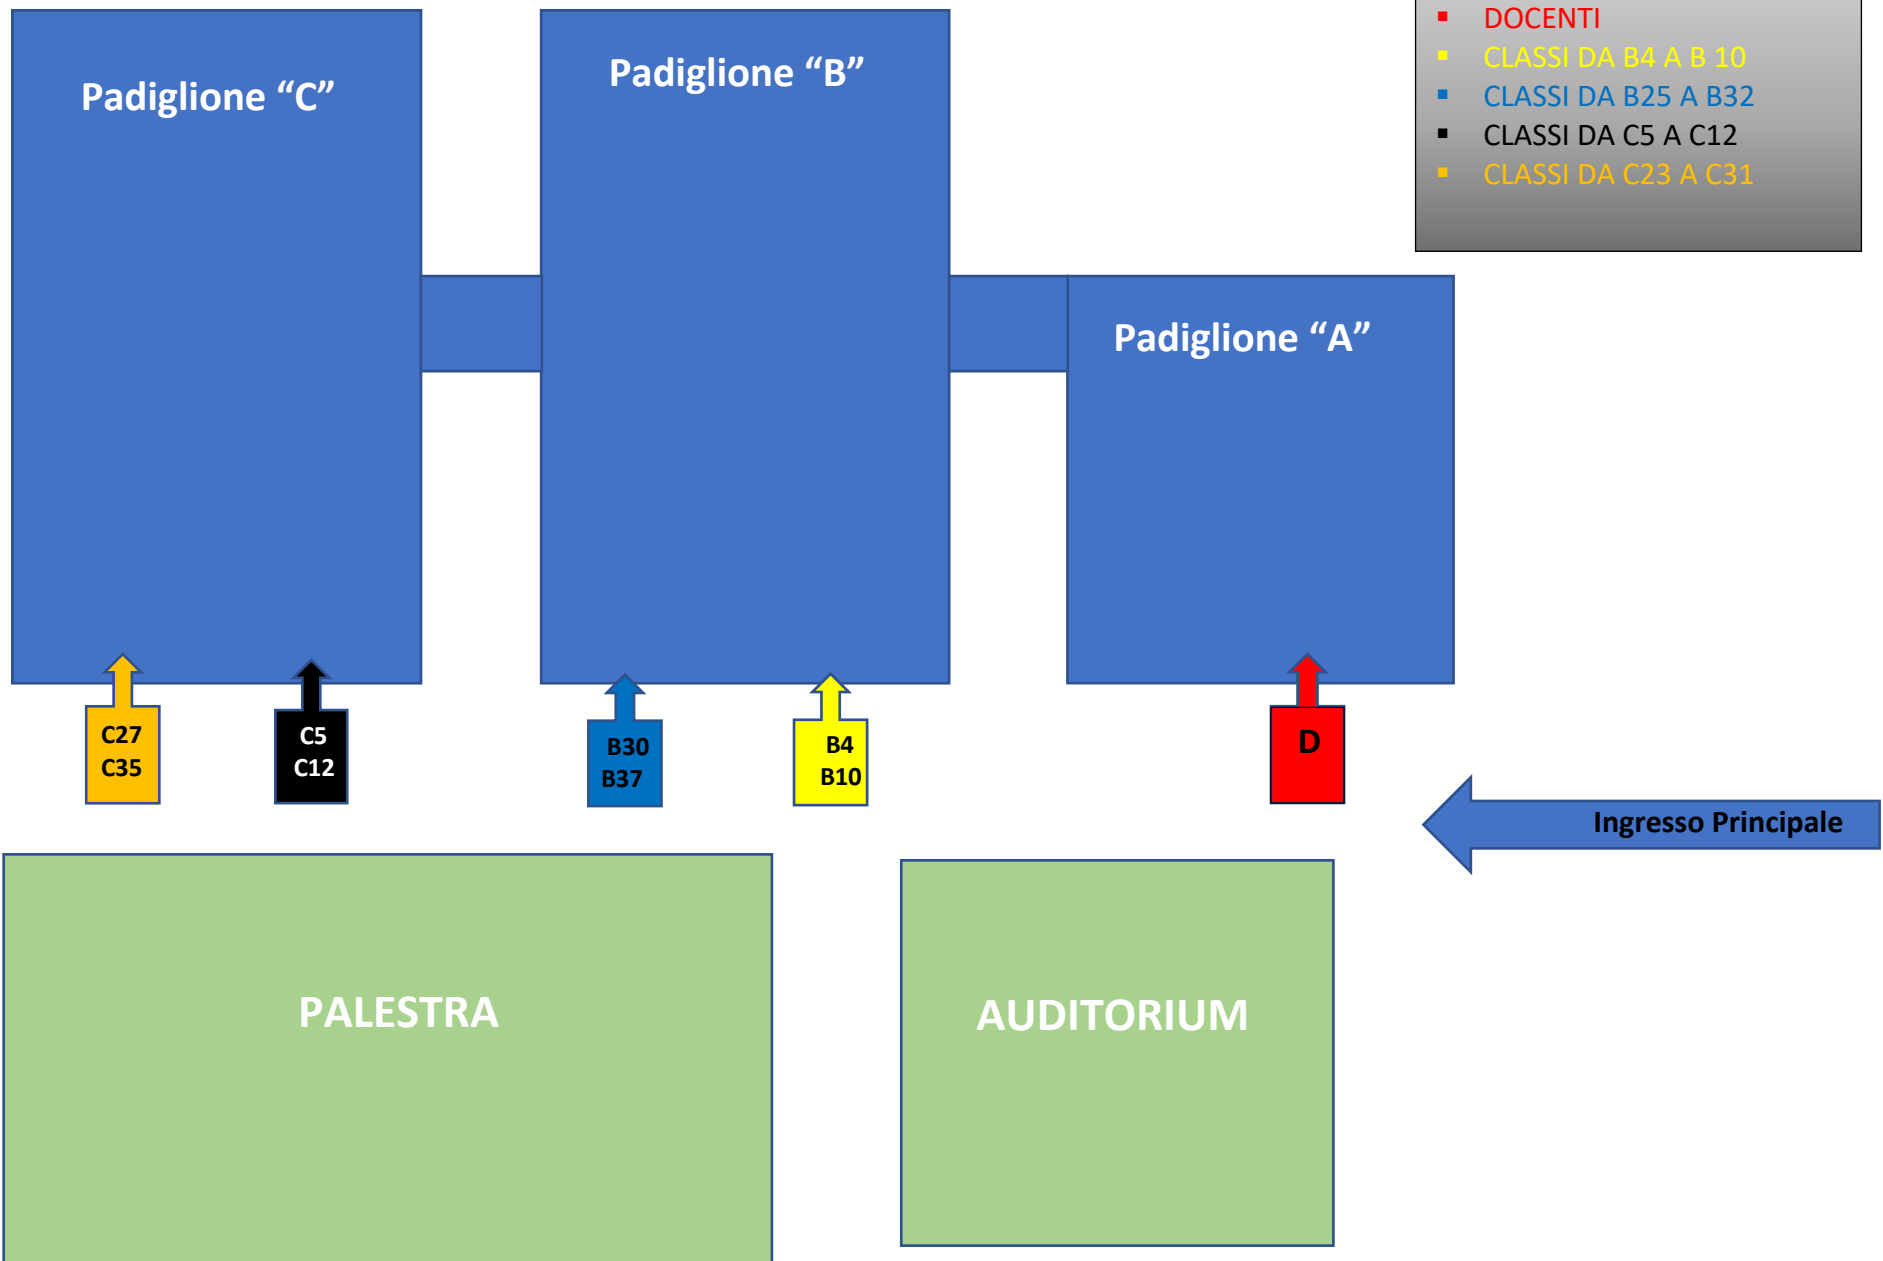 DOCENTI
CLASSI DA B4 A B 10
CLASSI DA B25 A B32
CLASSI DA C5 A C12
CLASSI DA C23 A C31
Padiglione “C”
Padiglione “B”
Padiglione “A”
C27
C35
C5
C12
B30
B37
B4
B10
D
Ingresso Principale
PALESTRA
AUDITORIUM